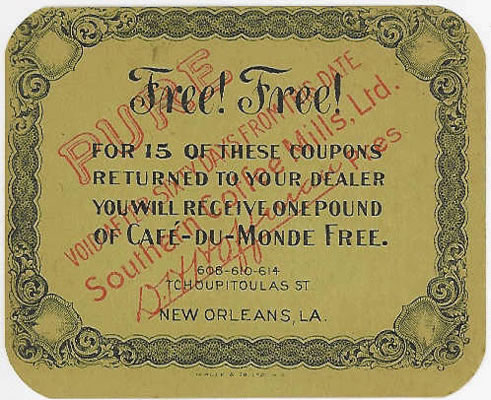 Free! Free!
FOR 15 OF THESE COUPONS
RETURNED TO YOUR DEALER
YOU WILL RECEIVE ONE POUND
OF CAFÉ-DU-MONDE FREE.
608-610-614
TCHOUPITOULAS ST
NEW ORLEANS, LA.
PURE
VOID AFTER SIXTY DAYS FROM THIS DATE
Southern Coffee Mills, Ltd.
Pres